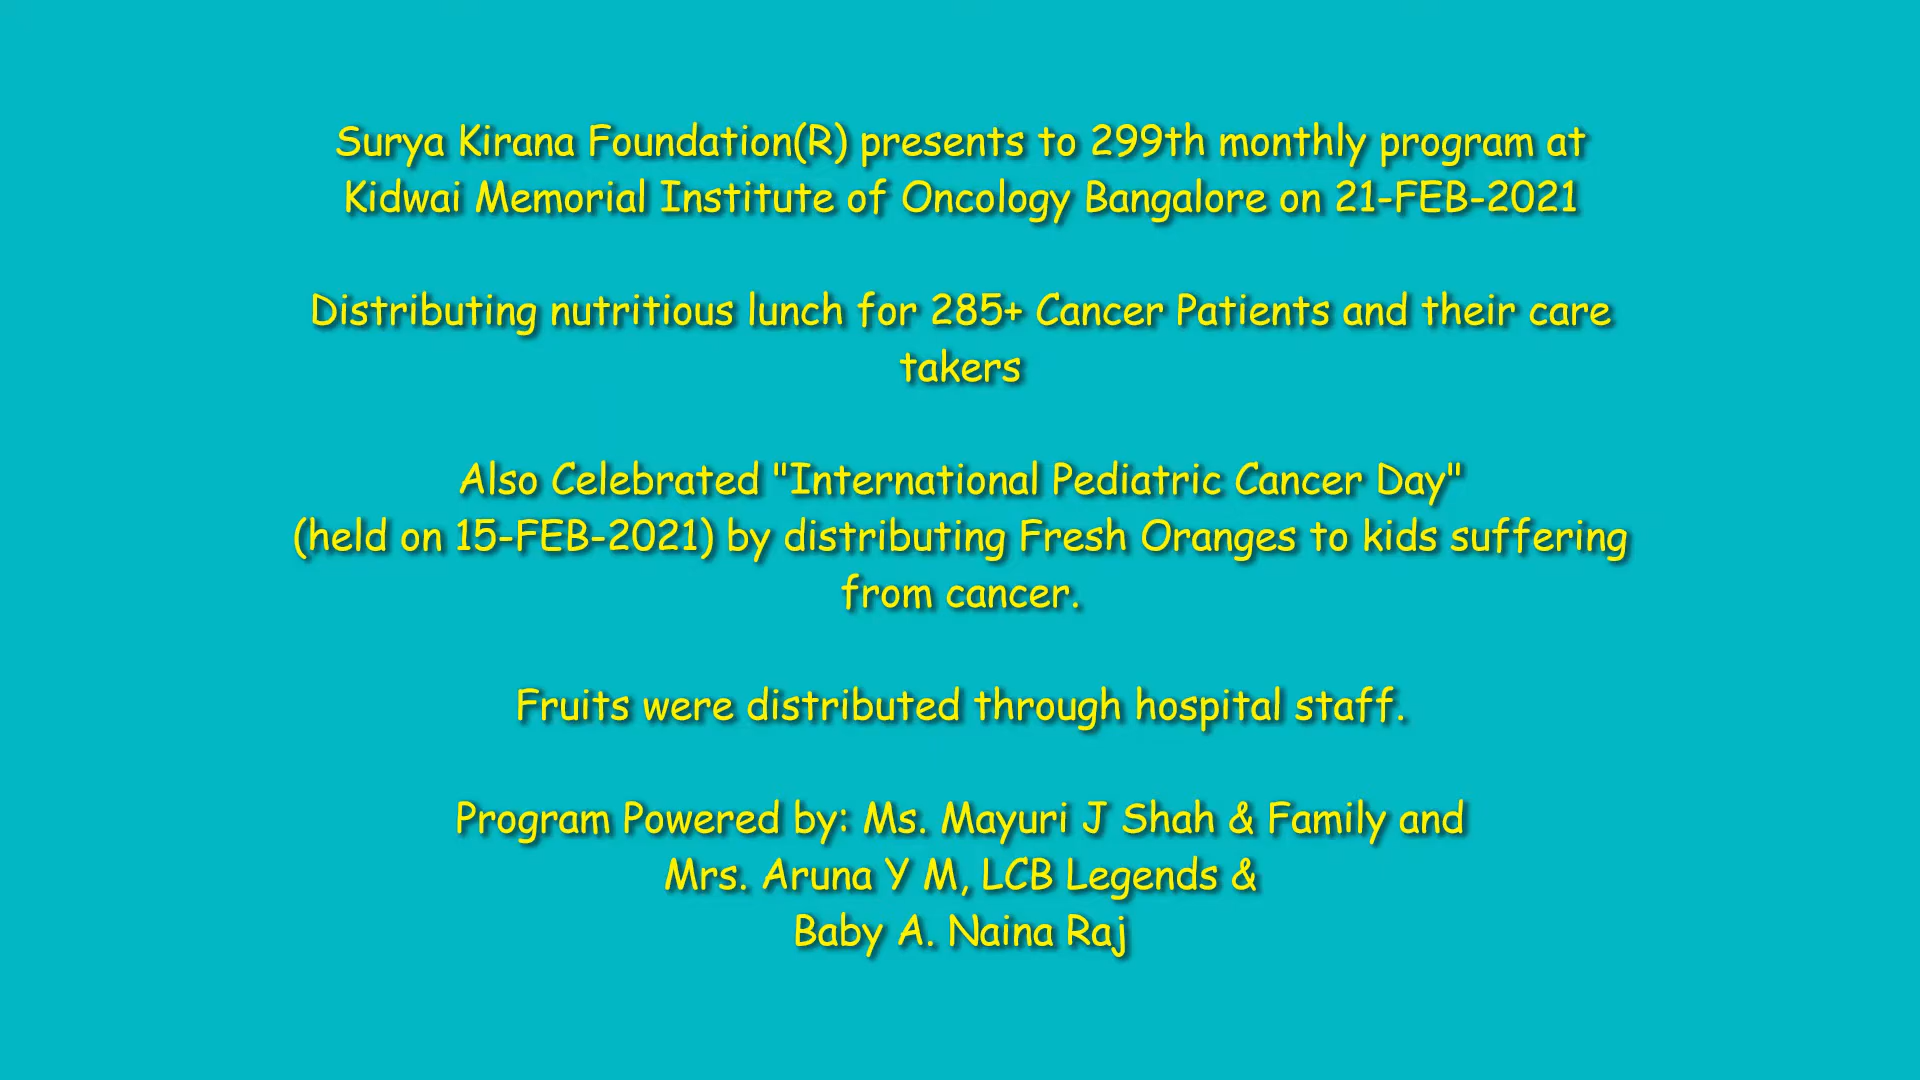 Surya Kirana Foundation(R) presents to 299th monthly program at
Kidwai Memorial Institute of Oncology Bangalore on 21-FEB-2021
Distributing nutritious lunch for 285+ Cancer Patients and their care
takers
Also Celebrated "International Pediatric Cancer Day"
(held on 15-FEB-2021) by distributing Fresh Oranges to kids suffering
from cancer.
Fruits were distributed through hospital staff.
Program Powered by: Ms. Mayuri J Shah & Family and
Mrs. Aruna Y M, LCB Legends &
Baby A. Naina Raj